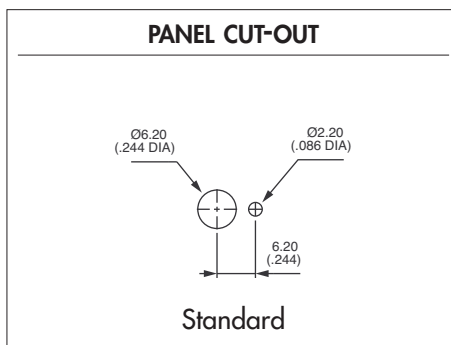 PANEL CUT-OUT
Ø6.20
(.244 DIA)
Ø2.20
(.086 DIA)
6.20
(.244)
Standard